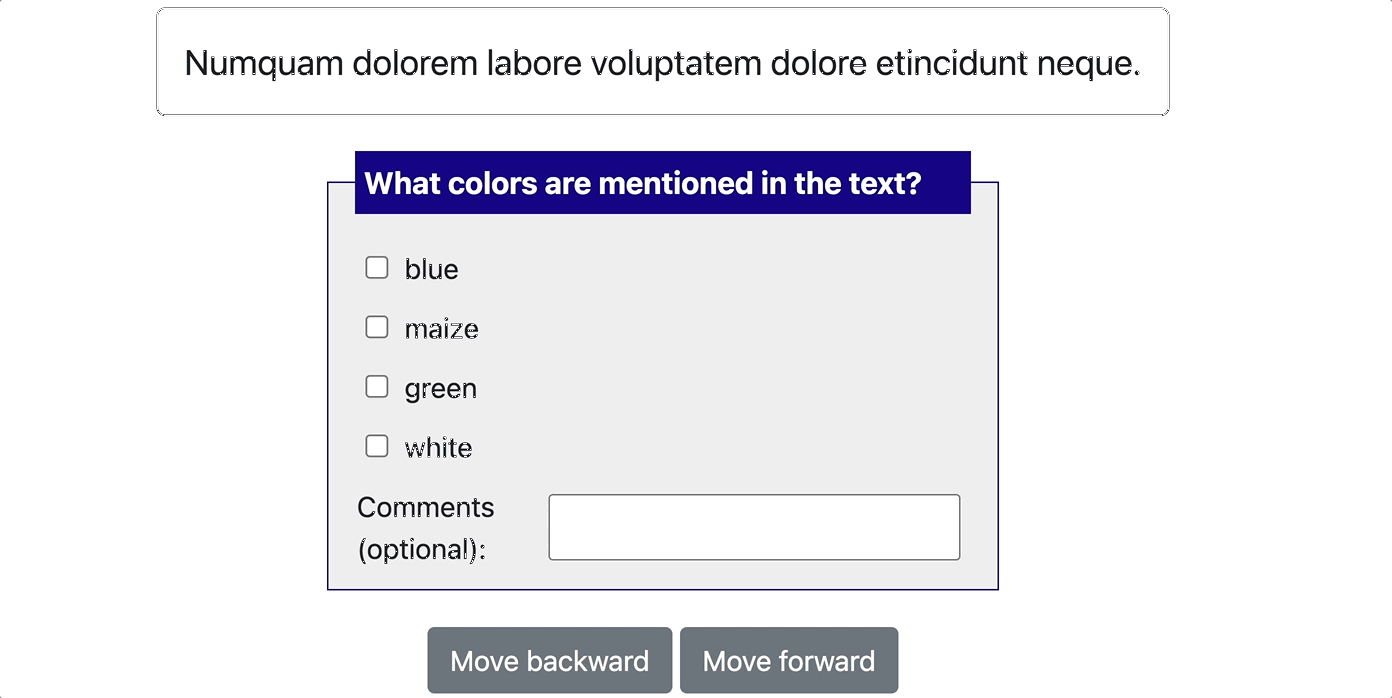 Numquam dolorem labore voluptatem dolore etincidunt neque.
What colors are mentioned in the text?
blue
maize
green
white
Comments
(optional):
Move backward
Move forward